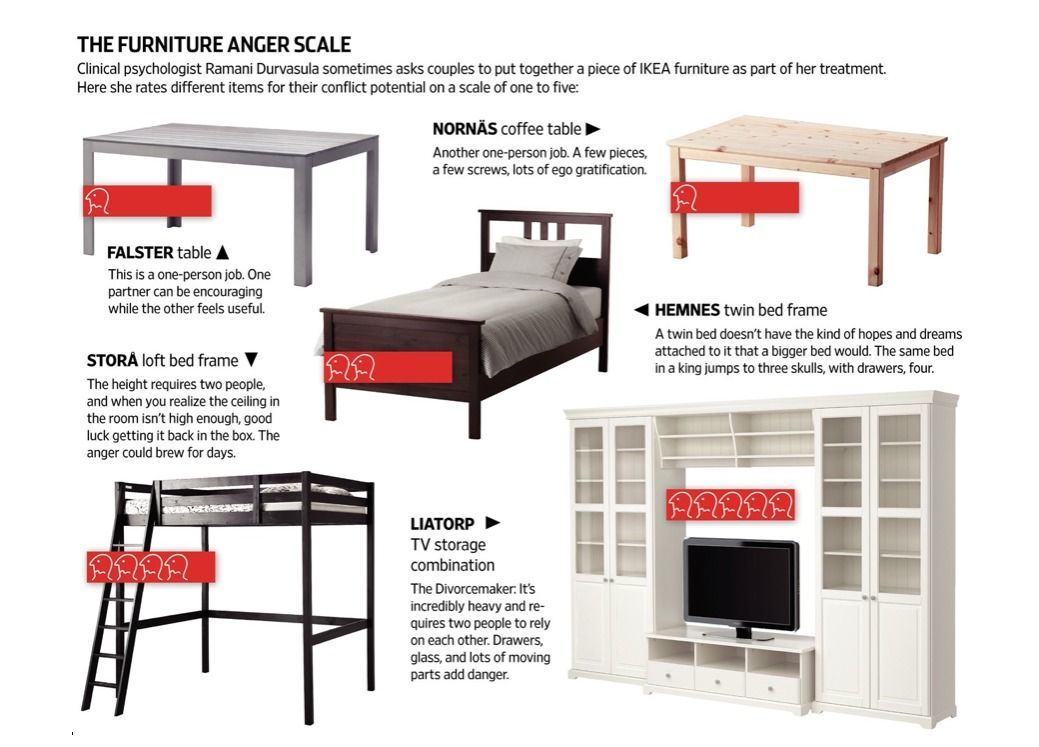 THE FURNITURE ANGER SCALE
Clinical psychologist Ramani Durvasula sometimes asks couples to put together a piece of IKEA furniture as part of her treatment.
Here she rates different items for their conflict potential on a scale of one to five:
NORNÄS coffee table ▶
Another one-person job. A few pieces,
a few screws, lots of ego gratification.
FALSTER table ▲
This is a one-person job. One
partner can be encouraging
while the other feels useful.
◀ HEMNES twin bed frame
A twin bed doesn't have the kind of hopes and dreams
attached to it that a bigger bed would. The same bed
in a king jumps to three skulls, with drawers, four.
STORÅ loft bed frame ▼
The height requires two people,
and when you realize the ceiling in
the room isn't high enough, good
luck getting it back in the box. The
anger could brew for days.
LIATORP ▶
TV storage
combination
The Divorcemaker: It's
incredibly heavy and re-
quires two people to rely
on each other. Drawers,
glass, and lots of moving
parts add danger.